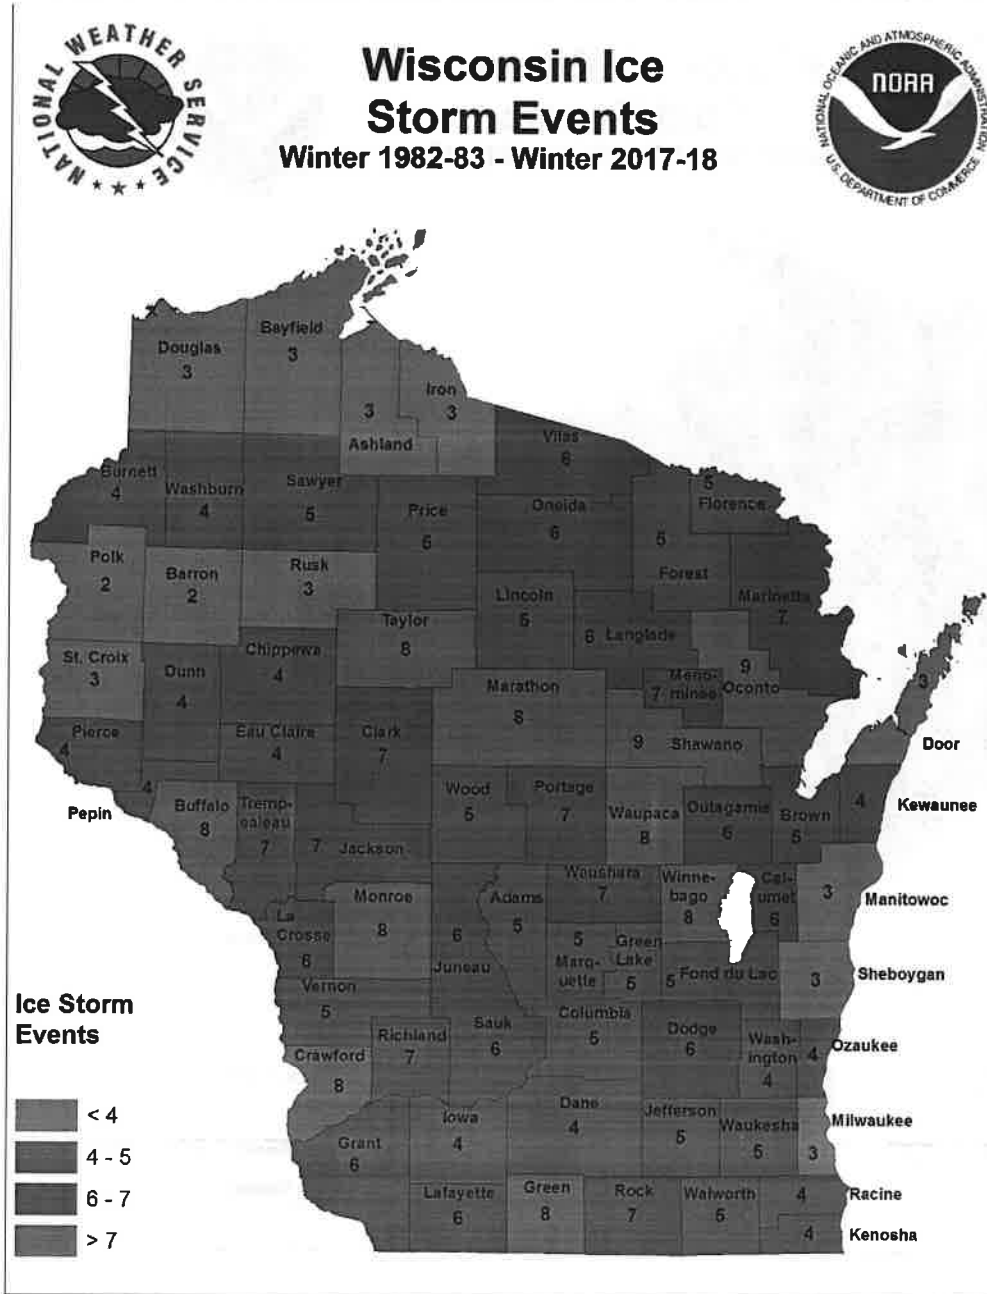 NATIONAL WEATHER SERVICE
Wisconsin Ice
Storm Events
Winter 1982-83 - Winter 2017-18
NATIONAL OCEANIC AND ATMOSPHERIC ADMINISTRATION
NOAA
U.S. DEPARTMENT OF COMMERCE
Bayfield
3
Douglas
3
Iron
3
3
Ashland
Vilas
6
Burnett
4
Washburn
4
Sawyer
5
Price
Oneida
6
5
Florence
5
Forest
Polk
2
Barron
2
Rusk
3
Lincoln
Marinette
7
Taylor
8
6 Langlade
St. Croix
3
Dunn
4
Chippewa
4
9
Oconto
Meno-
minee
7
Marathon
8
3
Door
Pierce
4
Eau Claire
4
Clark
7
9 Shawano
4
Pepin
Buffalo
8
Tremp-
ealeau
7
7 Jackson
Wood
5
Portage
7
Waupaca
8
Outagamie
6
Brown
5
4
Kewaunee
Monroe
8
Adams
5
Waushara
7
Winne-
bago
8
Cal-
umet
6
3
Manitowoc
La
Crosse
6
6
Juneau
5
Marq-
uette
Green
Lake
5
5 Fond du Lac
3
Sheboygan
Vernon
5
Ice Storm
Events
Richland
7
Sauk
6
Columbia
5
Dodge
6
Wash-
ington
4
4
Ozaukee
Crawford
8
< 4
4 - 5
6 - 7
> 7
Iowa
4
Dane
4
Jefferson
5
Waukesha
5
3
Milwaukee
Grant
6
Lafayette
6
Green
8
Rock
7
Walworth
5
4
Racine
4
Kenosha